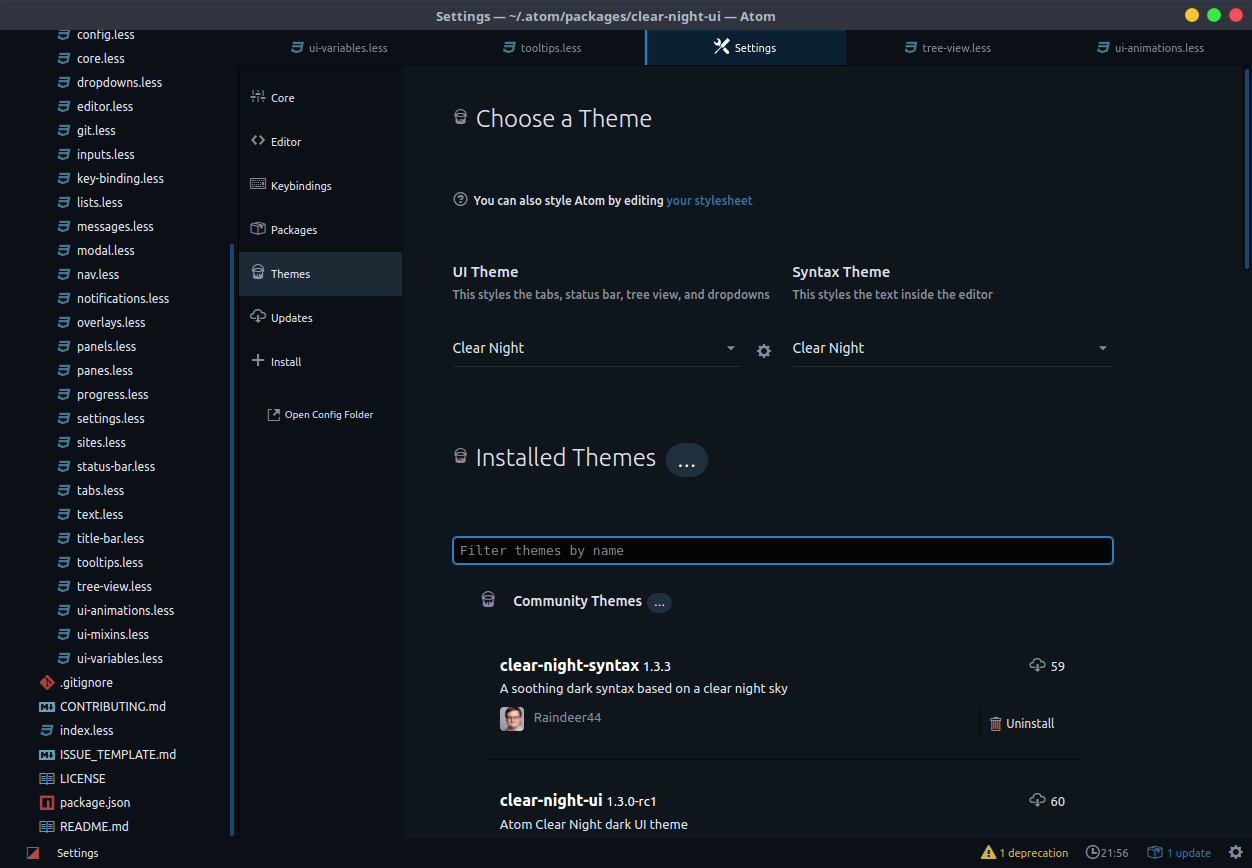 Settings — ~/.atom/packages/clear-night-ui — Atom
config.less
core.less
dropdowns.less
editor.less
git.less
inputs.less
key-binding.less
lists.less
messages.less
modal.less
nav.less
notifications.less
overlays.less
panels.less
panes.less
progress.less
settings.less
sites.less
status-bar.less
tabs.less
text.less
title-bar.less
tooltips.less
tree-view.less
ui-animations.less
ui-mixins.less
ui-variables.less
.gitignore
CONTRIBUTING.md
index.less
ISSUE_TEMPLATE.md
LICENSE
package.json
README.md
ui-variables.less
tooltips.less
Settings
tree-view.less
ui-animations.less
Core
Editor
Keybindings
Packages
Themes
Updates
Install
Open Config Folder
Choose a Theme
You can also style Atom by editing your stylesheet
UI Theme
This styles the tabs, status bar, tree view, and dropdowns
Clear Night
Syntax Theme
This styles the text inside the editor
Clear Night
Installed Themes ...
Filter themes by name
Community Themes ...
clear-night-syntax 1.3.3
59
A soothing dark syntax based on a clear night sky
Raindeer44
Uninstall
clear-night-ui 1.3.0-rc1
60
Atom Clear Night dark UI theme
Settings
1 deprecation
21:56
1 update